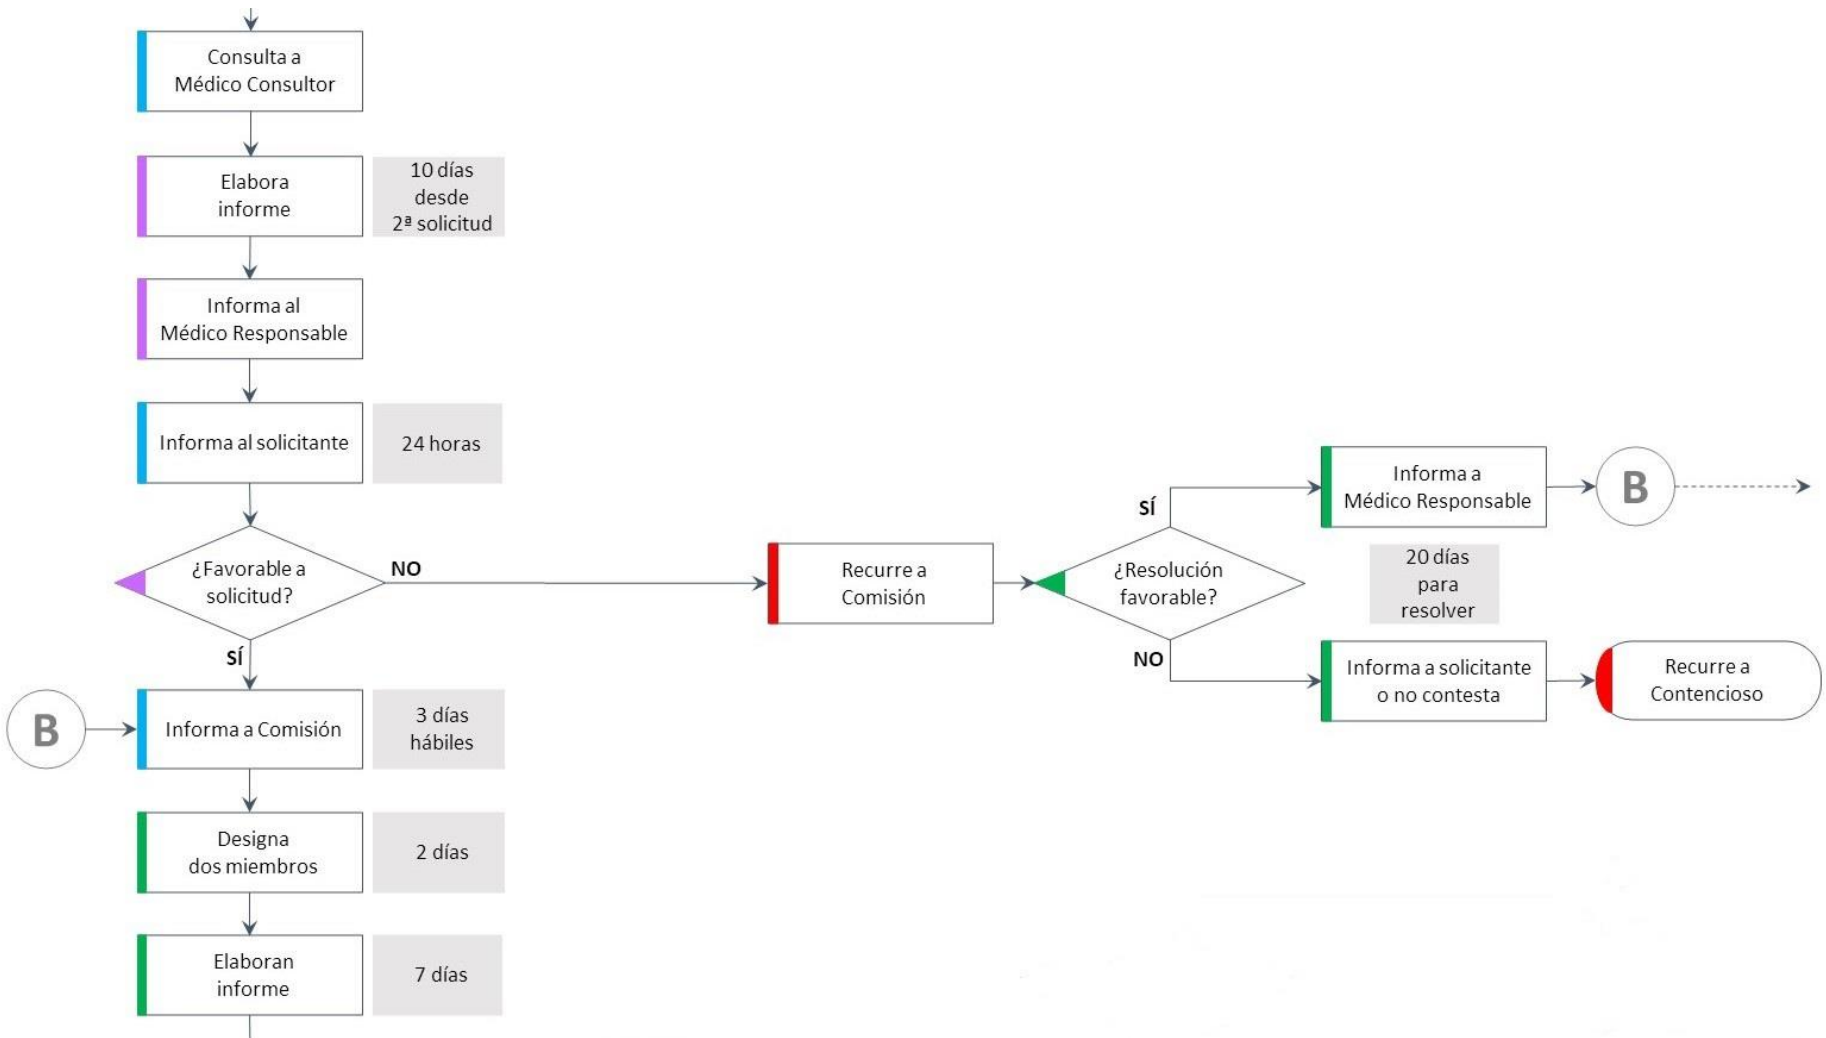 Consulta a
Médico Consultor
Elabora
informe
10 días
desde
2ª solicitud
Informa al
Médico Responsable
Informa al solicitante
24 horas
¿Favorable a
solicitud?
NO
SÍ
Recurre a
Comisión
¿Resolución
favorable?
SÍ
Informa a
Médico Responsable
B
20 días
para
resolver
NO
Informa a solicitante
o no contesta
Recurre a
Contencioso
B
Informa a Comisión
3 días
hábiles
Designa
dos miembros
2 días
Elaboran
informe
7 días